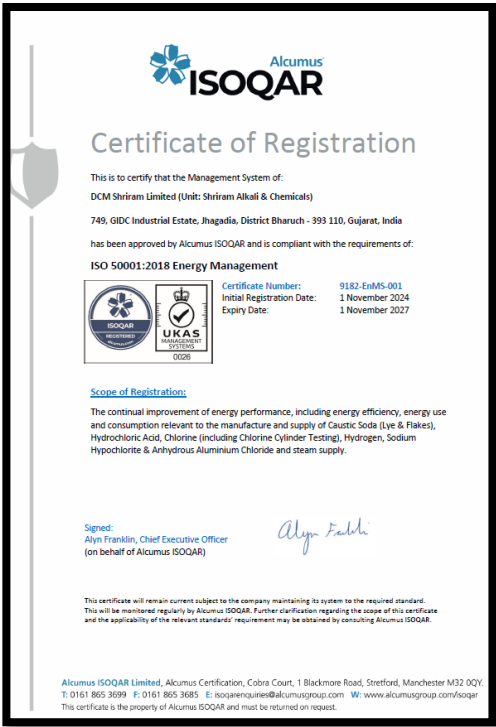 Alcumus
ISOQAR
Certificate of Registration
This is to certify that the Management System of:
DCM Shriram Limited (Unit: Shriram Alkali & Chemicals)
749, GIDC Industrial Estate, Jhagadia, District Bharuch - 393 110, Gujarat, India
has been approved by Alcumus ISOQAR and is compliant with the requirements of:
ISO 50001:2018 Energy Management
Certificate Number: 9182-EnMS-001
Initial Registration Date: 1 November 2024
Expiry Date: 1 November 2027
ISOQAR
REGISTERED
UKAS
MANAGEMENT
SYSTEMS
0026
Scope of Registration:
The continual improvement of energy performance, including energy efficiency, energy use
and consumption relevant to the manufacture and supply of Caustic Soda (Lye & Flakes),
Hydrochloric Acid, Chlorine (including Chlorine Cylinder Testing), Hydrogen, Sodium
Hypochlorite & Anhydrous Aluminium Chloride and steam supply.
Signed:
Alyn Franklin, Chief Executive Officer
(on behalf of Alcumus ISOQAR)
This certificate will remain current subject to the company maintaining its system to the required standard.
This will be monitored regularly by Alcumus ISOQAR. Further clarification regarding the scope of this certificate
and the applicability of the relevant standards' requirement may be obtained by consulting Alcumus ISOQAR.
Alcumus ISOQAR Limited, Alcumus Certification, Cobra Court, 1 Blackmore Road, Stretford, Manchester M32 0QY.
T: 0161 865 3699 F: 0161 865 3685 E: isoqarenquiries@alcumusgroup.com W: www.alcumusgroup.com/isoqar
This certificate is the property of Alcumus ISOQAR and must be returned on request.